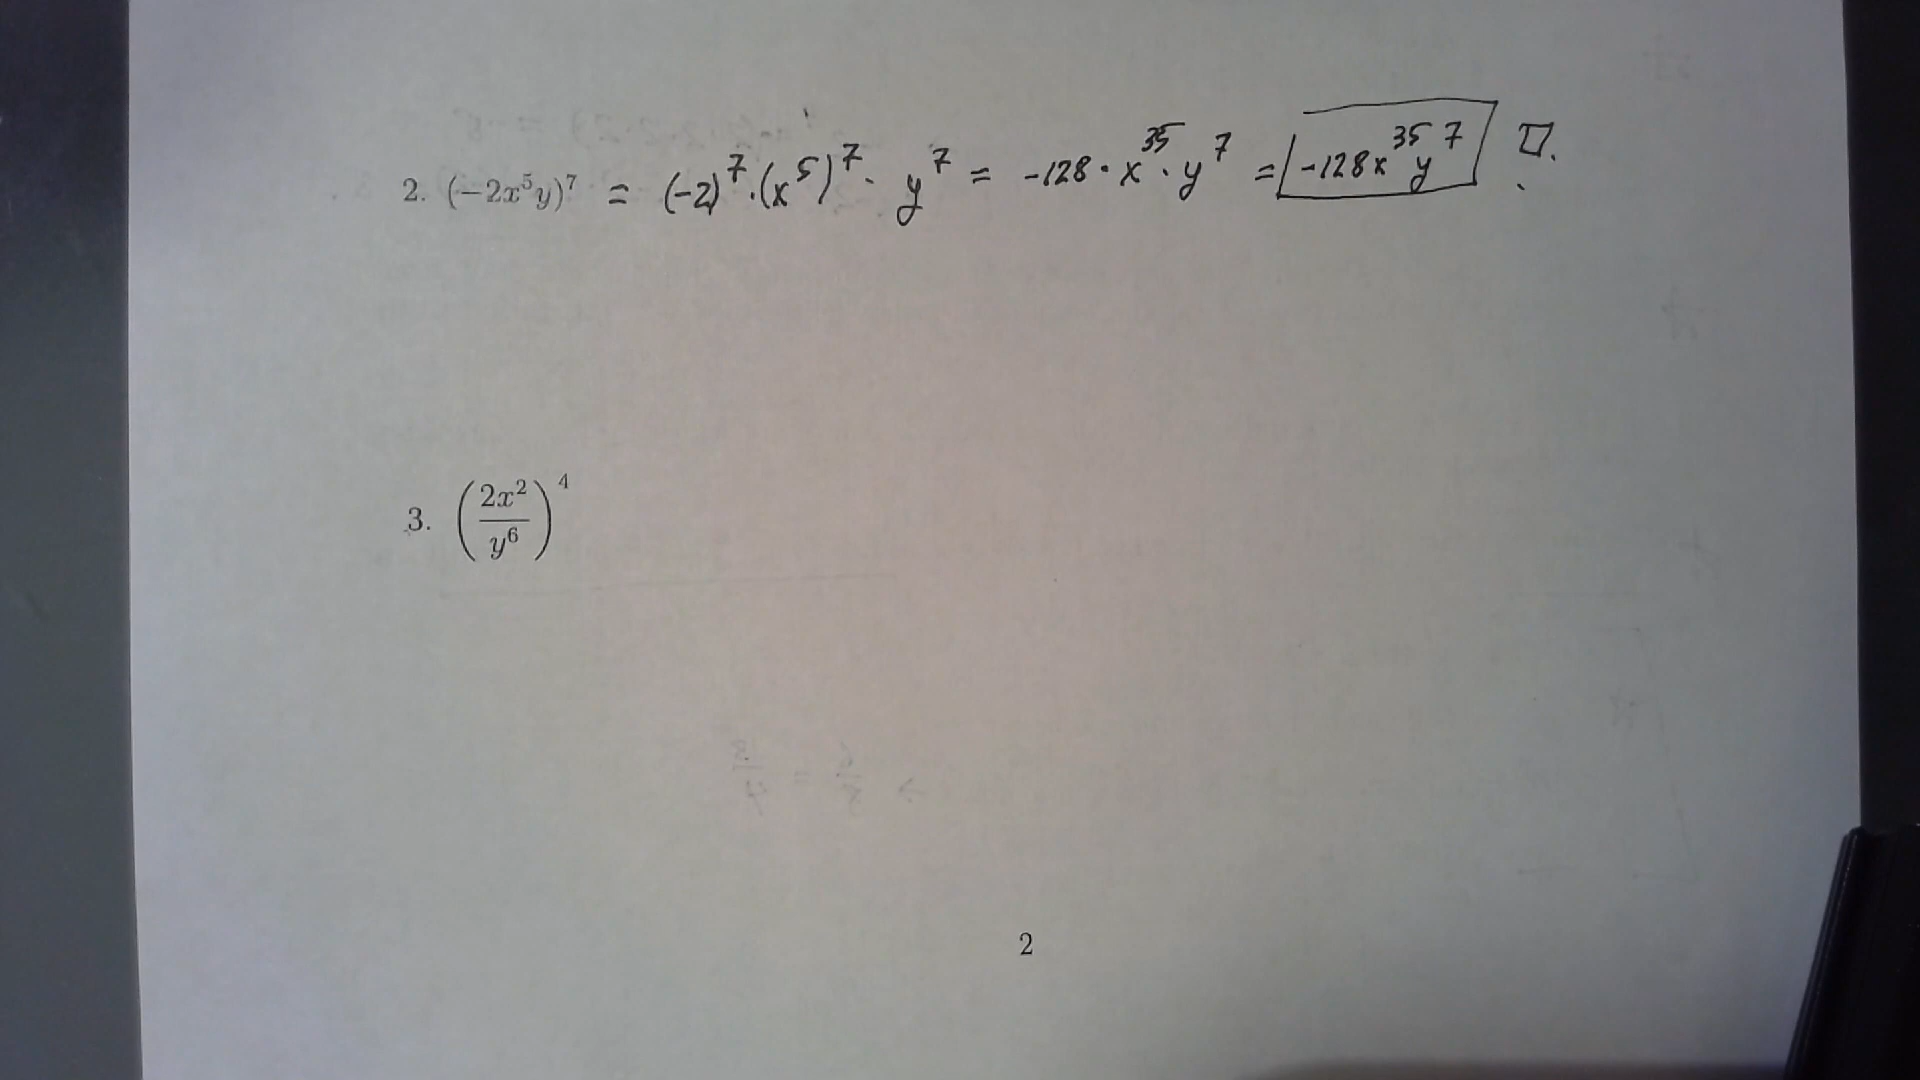 2. (−2x⁵y)⁷ = (-2)⁷·(x⁵)⁷· y⁷ = -128·x³⁵·y⁷ = -128x³⁵y⁷ □.
3. (2x²/y⁶)⁴
2